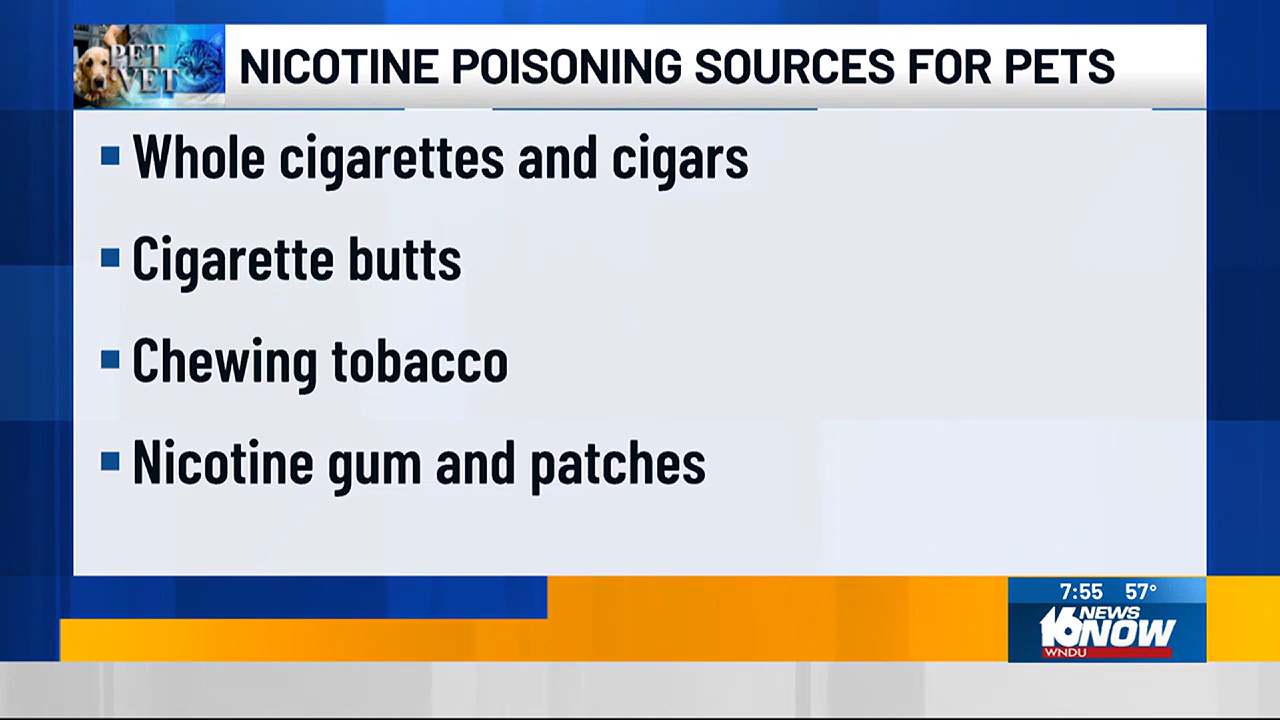 PET
VET
NICOTINE POISONING SOURCES FOR PETS
Whole cigarettes and cigars
Cigarette butts
Chewing tobacco
Nicotine gum and patches
7:55 57°
16 NEWS
NOW
WNDU